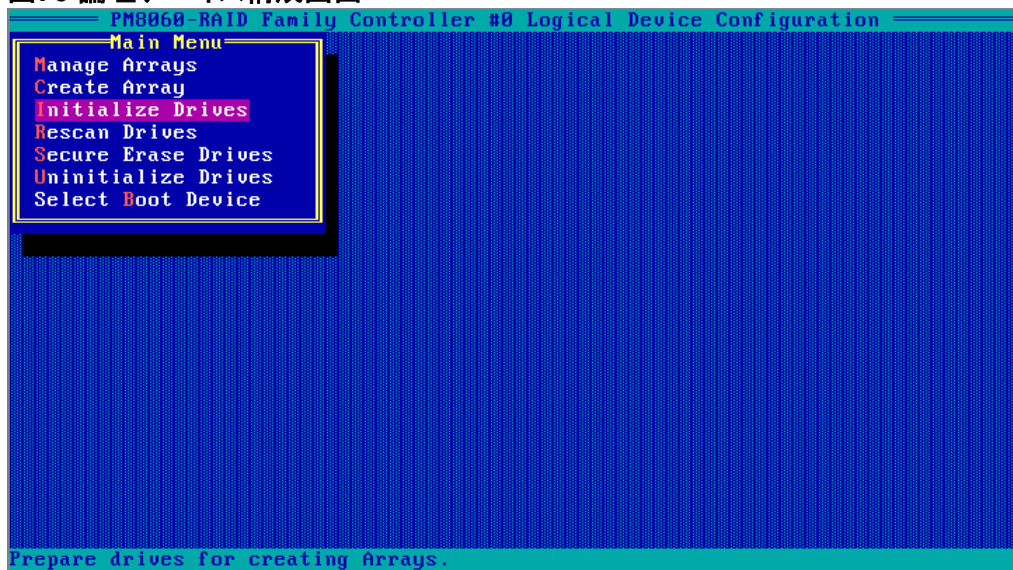 PM8060-RAID Family Controller #0 Logical Device Configuration
Main Menu
Manage Arrays
Create Array
Initialize Drives
Rescan Drives
Secure Erase Drives
Uninitialize Drives
Select Boot Device
Prepare drives for creating Arrays.